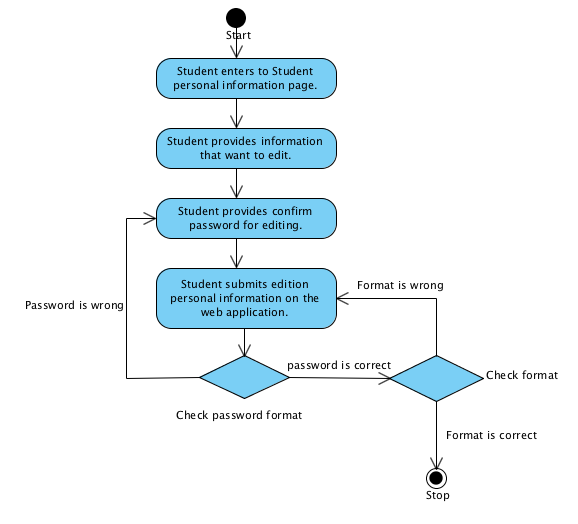 Start
Student enters to Student
personal information page.
Student provides information
that want to edit.
Student provides confirm
password for editing.
Student submits edition
personal information on the
web application.
Format is wrong
Password is wrong
password is correct
Check format
Check password format
Format is correct
Stop